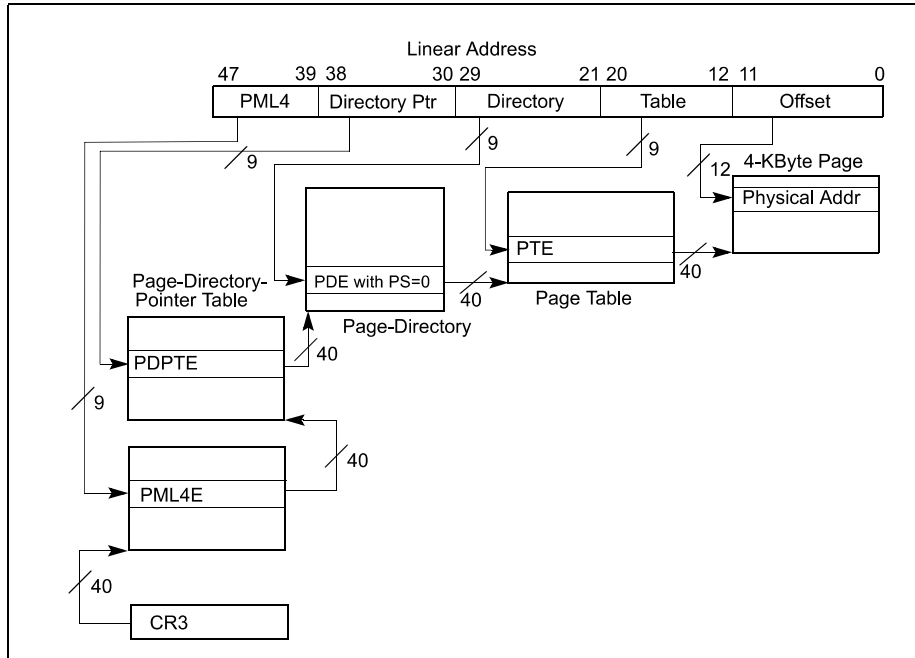 Linear Address
47 39 38 30 29 21 20 12 11 0
PML4 Directory Ptr Directory Table Offset
9 9 9
12 4-KByte Page
Physical Addr
PTE
40
Page-Directory-
Pointer Table
PDE with PS=0
40
Page Table
Page-Directory
PDPTE
40
9
40
PML4E
40
CR3